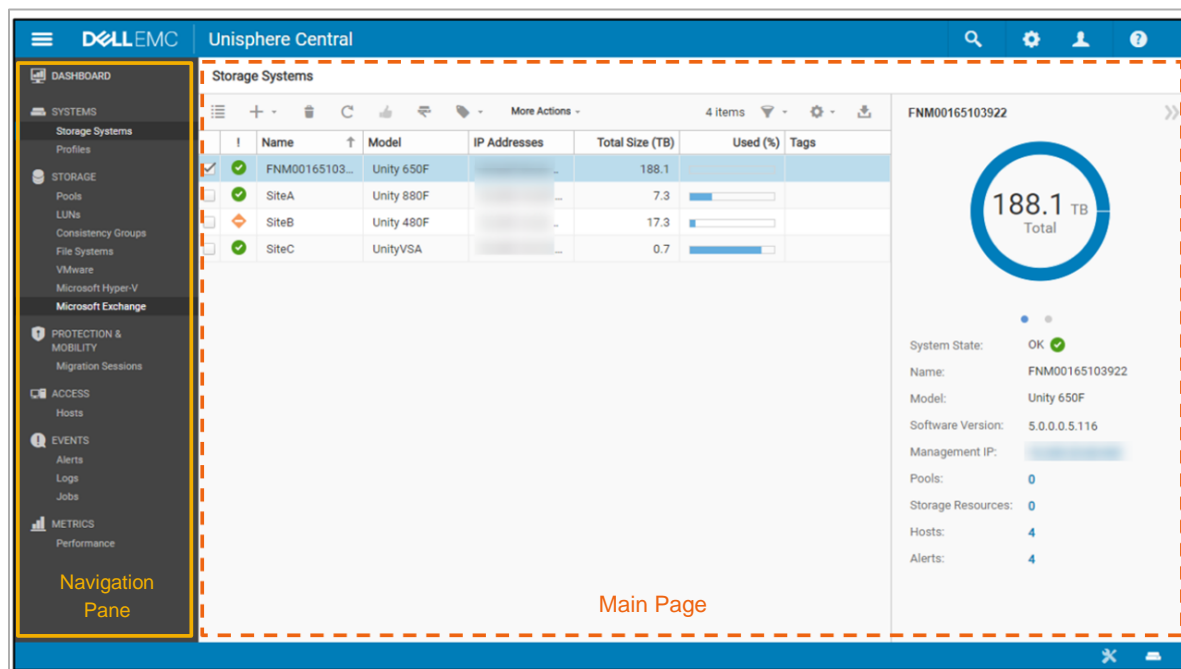 DELLEMC Unisphere Central
DASHBOARD
SYSTEMS
Storage Systems
Profiles
STORAGE
Pools
LUNs
Consistency Groups
File Systems
VMware
Microsoft Hyper-V
Microsoft Exchange
PROTECTION &
MOBILITY
Migration Sessions
ACCESS
Hosts
EVENTS
Alerts
Logs
Jobs
METRICS
Performance
Navigation
Pane
Storage Systems
More Actions 4 items
! Name Model IP Addresses Total Size (TB) Used (%) Tags
FNM00165103... Unity 650F 188.1
SiteA Unity 880F 7.3
SiteB Unity 480F 17.3
SiteC UnityVSA 0.7
Main Page
FNM00165103922
188.1 TB
Total
System State: OK
Name: FNM00165103922
Model: Unity 650F
Software Version: 5.0.0.0.5.116
Management IP:
Pools: 0
Storage Resources: 0
Hosts: 4
Alerts: 4